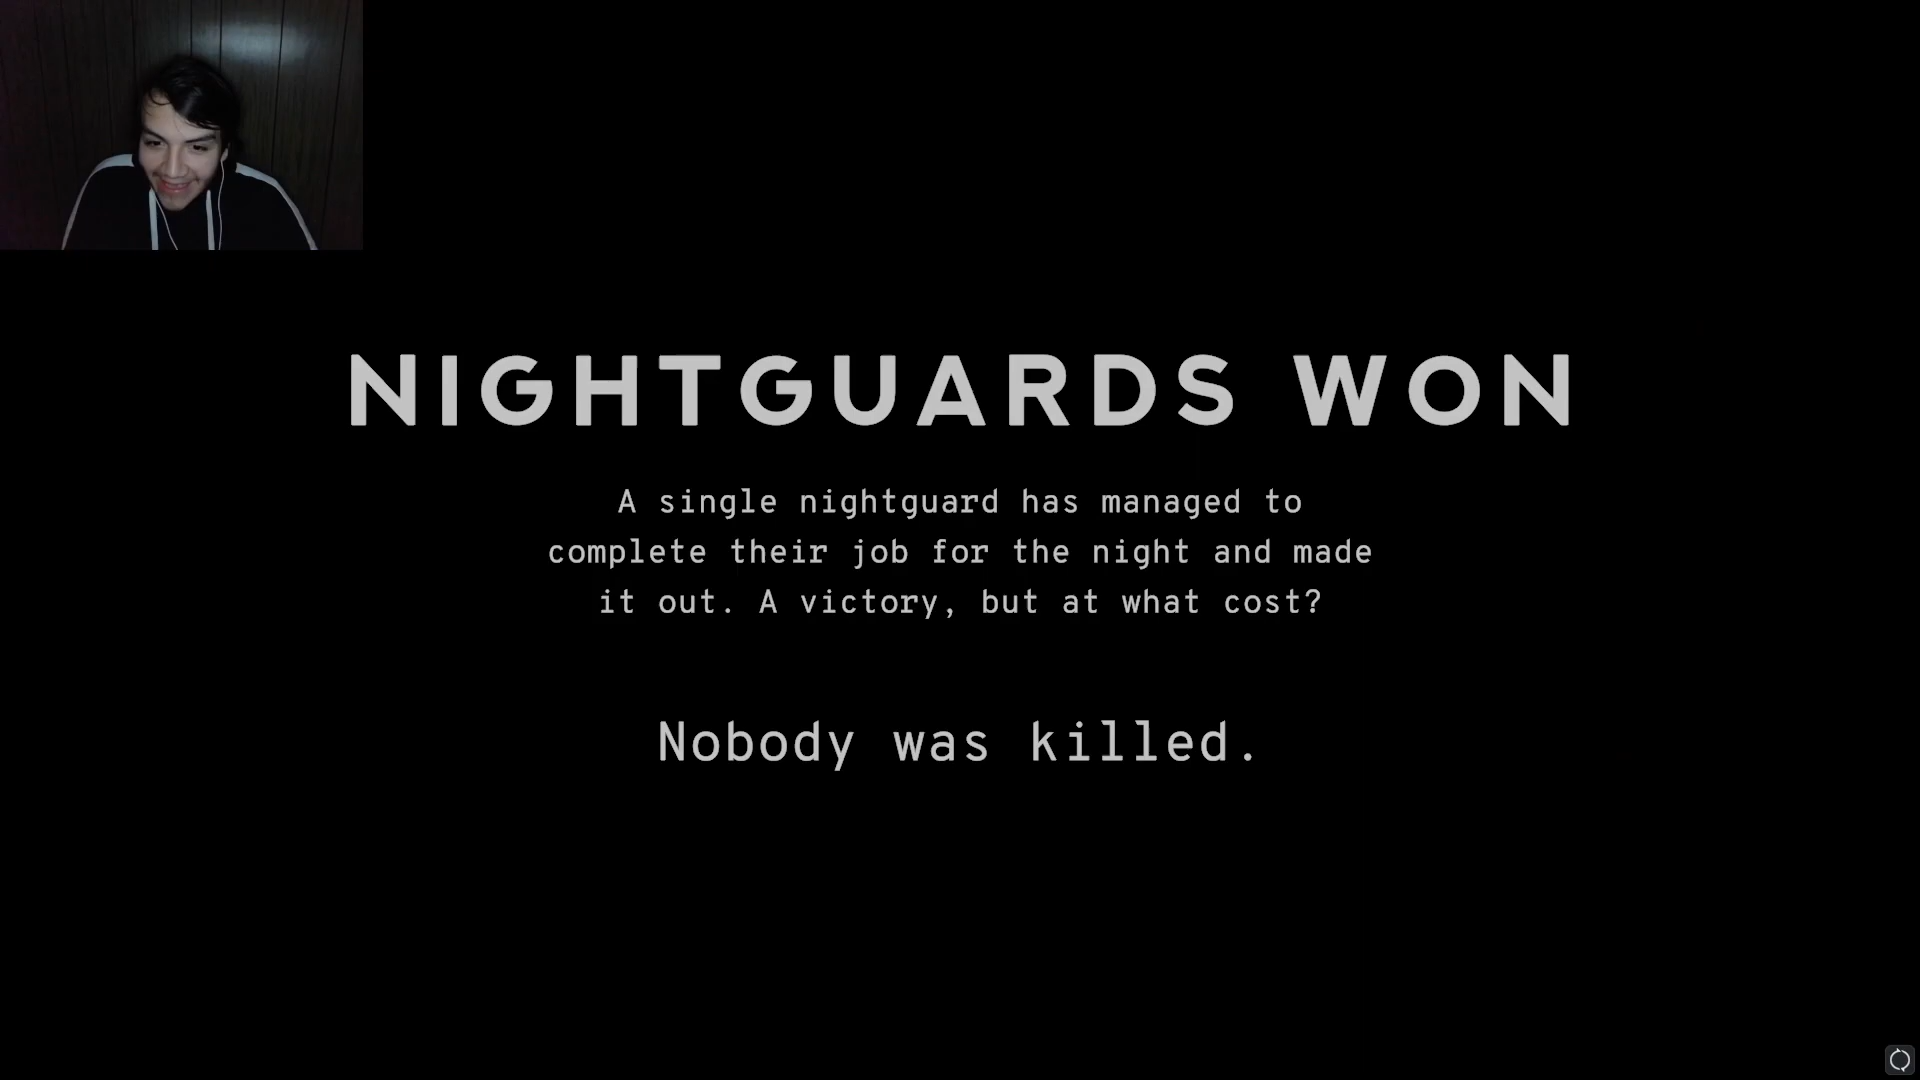 NIGHTGUARDS WON
A single nightguard has managed to
complete their job for the night and made
it out. A victory, but at what cost?
Nobody was killed.